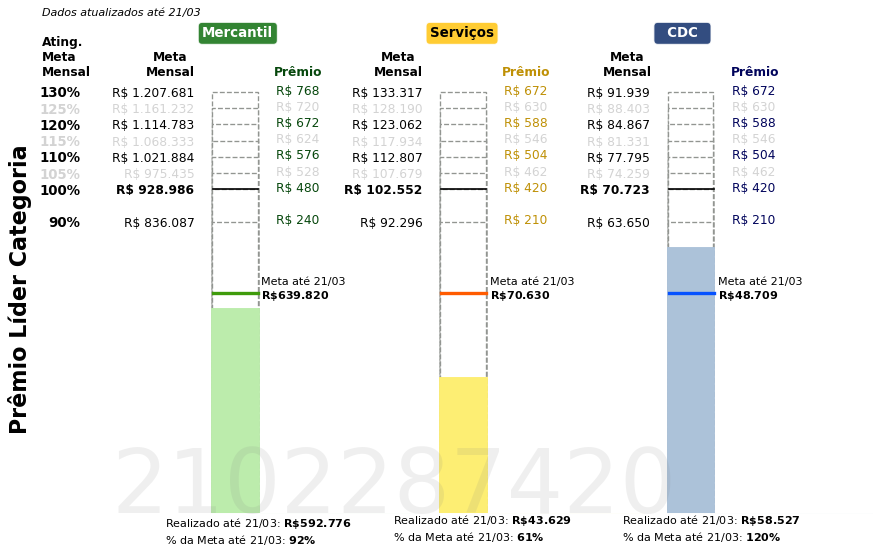 Dados atualizados até 21/03
Mercantil Serviços CDC
Ating. Meta Mensal
Meta Mensal Prêmio Meta Mensal Prêmio Meta Mensal Prêmio
130% R$ 1.207.681 R$ 768 R$ 133.317 R$ 672 R$ 91.939 R$ 672
125% R$ 1.161.232 R$ 720 R$ 128.190 R$ 630 R$ 88.403 R$ 630
120% R$ 1.114.783 R$ 672 R$ 123.062 R$ 588 R$ 84.867 R$ 588
115% R$ 1.068.333 R$ 624 R$ 117.934 R$ 546 R$ 81.331 R$ 546
110% R$ 1.021.884 R$ 576 R$ 112.807 R$ 504 R$ 77.795 R$ 504
105% R$ 975.435 R$ 528 R$ 107.679 R$ 462 R$ 74.259 R$ 462
100% R$ 928.986 R$ 480 R$ 102.552 R$ 420 R$ 70.723 R$ 420
90% R$ 836.087 R$ 240 R$ 92.296 R$ 210 R$ 63.650 R$ 210
Meta até 21/03 Meta até 21/03 Meta até 21/03
R$639.820 R$70.630 R$48.709
Prêmio Líder Categoria
2102287420
Realizado até 21/03: R$592.776 Realizado até 21/03: R$43.629 Realizado até 21/03: R$58.527
% da Meta até 21/03: 92% % da Meta até 21/03: 61% % da Meta até 21/03: 120%